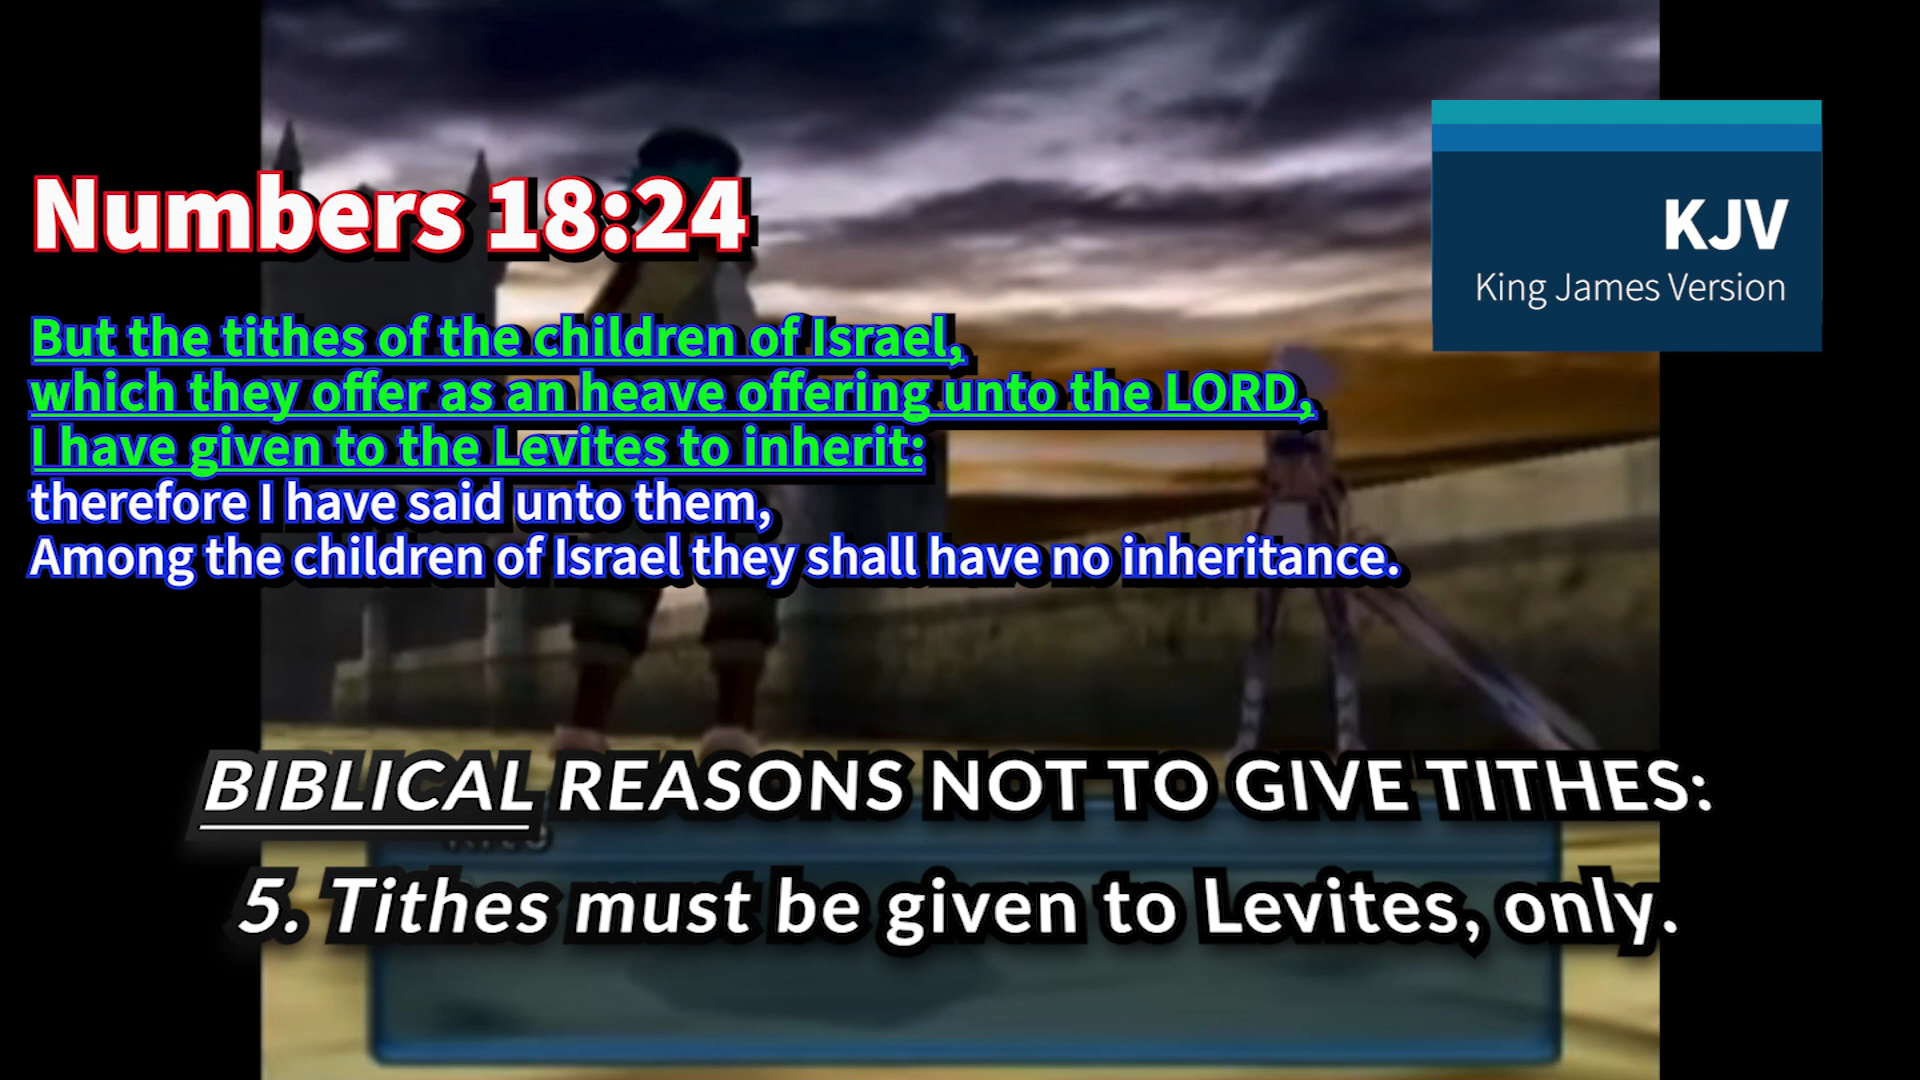 Numbers 18:24
KJV
King James Version
But the tithes of the children of Israel,
which they offer as an heave offering unto the LORD,
I have given to the Levites to inherit:
therefore I have said unto them,
Among the children of Israel they shall have no inheritance.
BIBLICAL REASONS NOT TO GIVE TITHES:
5. Tithes must be given to Levites, only.